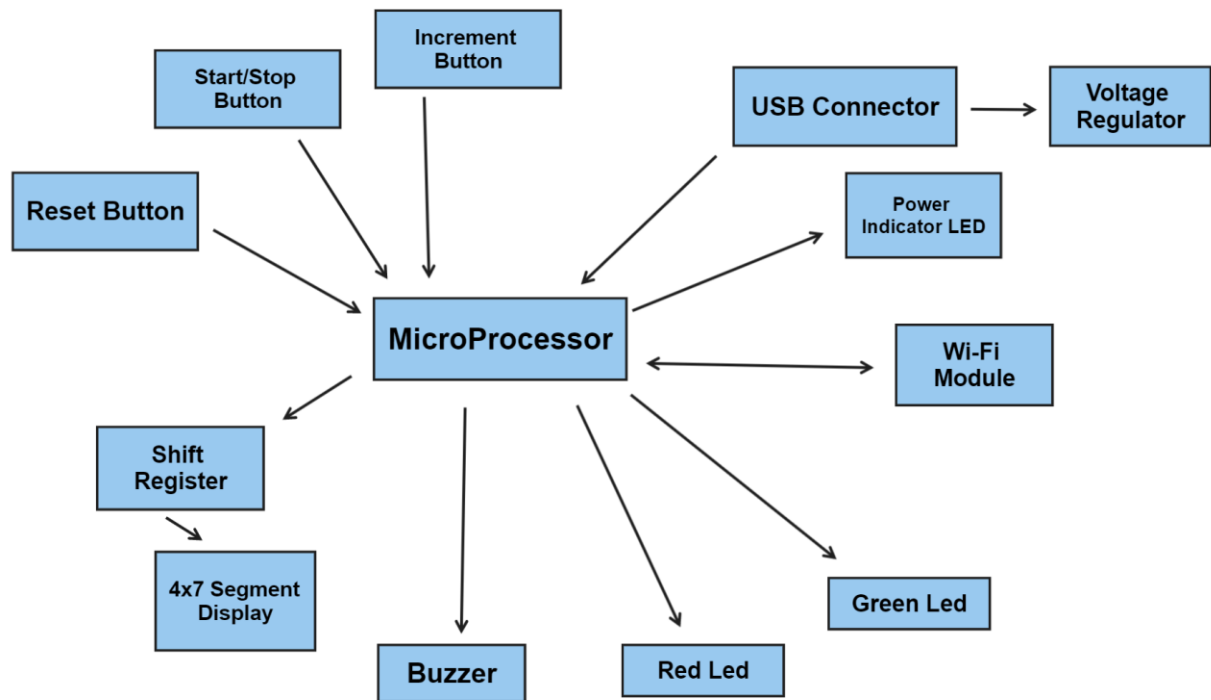 Increment
Button
Start/Stop
Button
USB Connector
Voltage
Regulator
Reset Button
Power
Indicator LED
MicroProcessor
Wi-Fi
Module
Shift
Register
4x7 Segment
Display
Green Led
Buzzer
Red Led